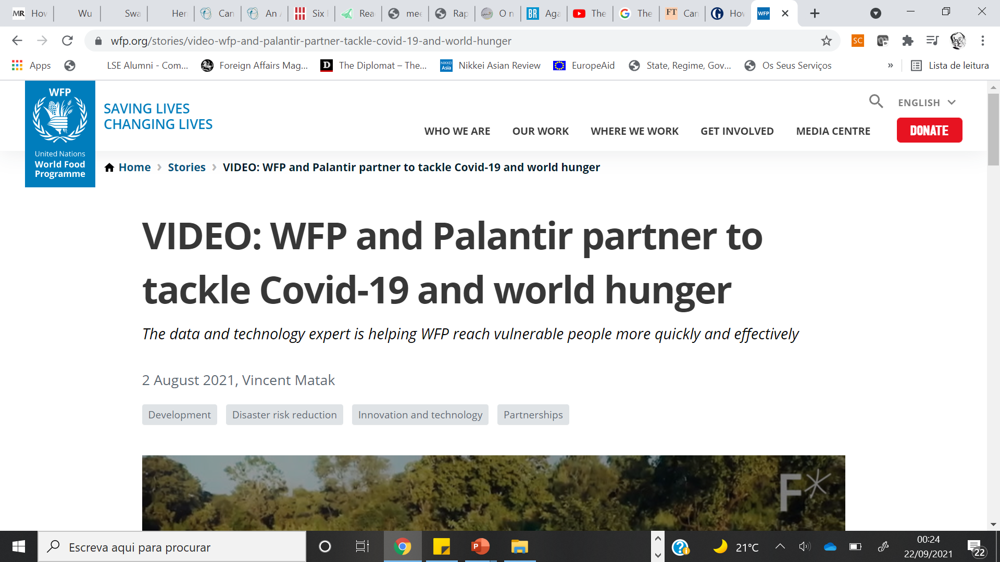 MR Hov
Wu
Swa
Her
Can
An
Six
Rea
mee
Rap
O n
BR Aga
The
G The
FT Can
Hov
WFP
wfp.org/stories/video-wfp-and-palantir-partner-tackle-covid-19-and-world-hunger
SC
Apps
LSE Alumni - Com...
Foreign Affairs Mag...
D The Diplomat – The...
NIKKEI Asia Nikkei Asian Review
EuropeAid
State, Regime, Gov...
Os Seus Serviços
»
Lista de leitura
WFP
United Nations
World Food
Programme
SAVING LIVES
CHANGING LIVES
ENGLISH
WHO WE ARE
OUR WORK
WHERE WE WORK
GET INVOLVED
MEDIA CENTRE
DONATE
Home › Stories › VIDEO: WFP and Palantir partner to tackle Covid-19 and world hunger
VIDEO: WFP and Palantir partner to
tackle Covid-19 and world hunger
The data and technology expert is helping WFP reach vulnerable people more quickly and effectively
2 August 2021, Vincent Matak
Development
Disaster risk reduction
Innovation and technology
Partnerships
F*
Escreva aqui para procurar
P
21°C
00:24
22/09/2021
22